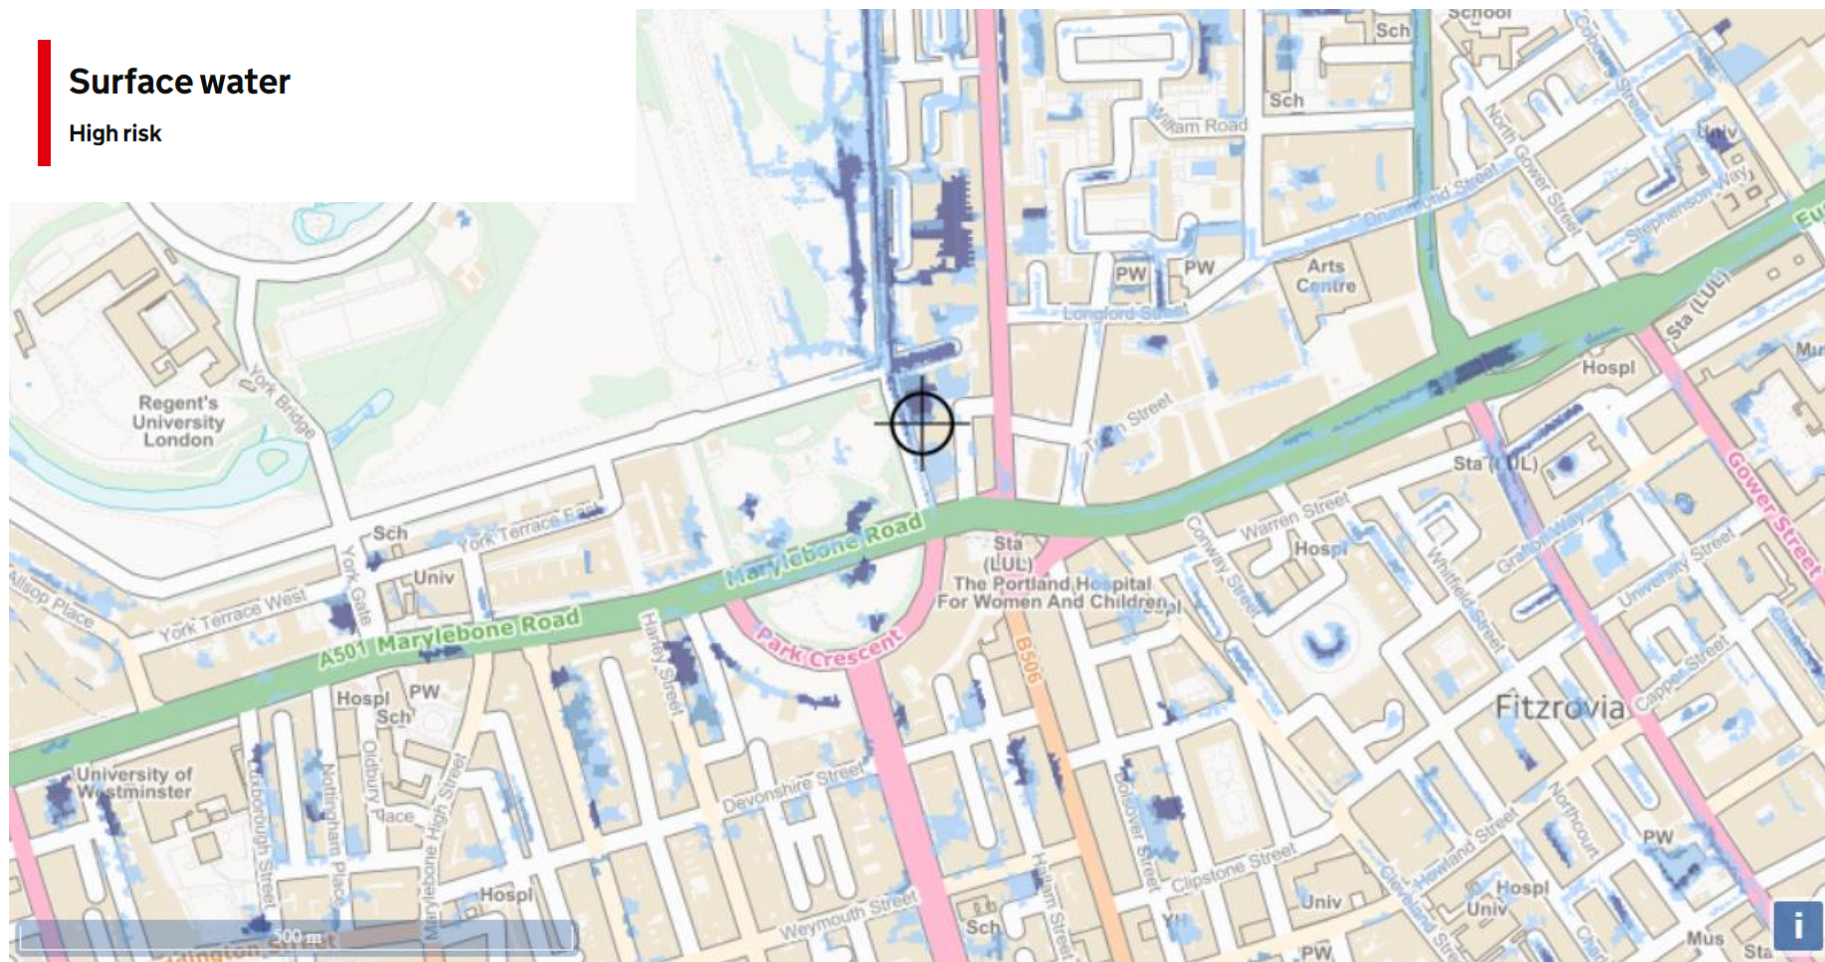 Surface water
High risk
School
Sch
Cobourg Street
Sch
William Road
North Gower Street
Univ
Drummond Street
Stephenson Way
PW
PW
Arts
Centre
Longford Street
Sta (LUL)
Hospl
York Bridge
Regent's
University
London
Sta (LUL)
Gower Street
Marylebone Road
Warren Street
Grafton Way
York Terrace East
Sch
Univ
York Gate
Allsop Place
York Terrace West
A501 Marylebone Road
Sta
(LUL)
The Portland Hospital
For Women And Children
Conway Street
Hospl
Whitfield Street
University Street
Harley Street
Park Crescent
B506
Capper Street
Fitzrovia
Hospl
PW
Sch
University of
Westminster
Luxborough Street
Nottingham Place
Oldbury Place
Marylebone High Street
Devonshire Street
Bolsover Street
Northcourt
PW
Howland Street
Clipstone Street
Cleveland Street
Hospl
Univ
Univ
Hospl
Weymouth Street
Sch
Hallam Street
YH
PW
Mus
Sta
500 m
i